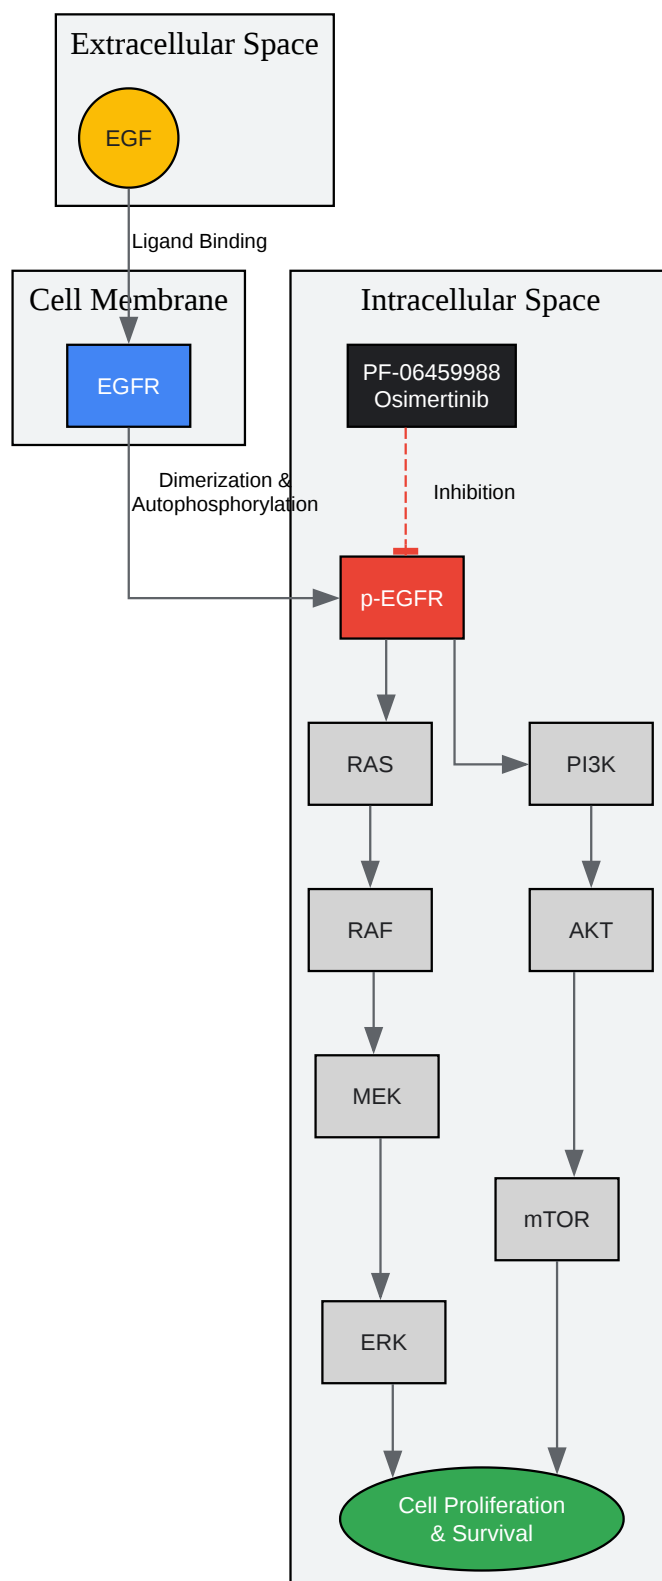 Extracellular Space
EGF
Ligand Binding
Cell Membrane
EGFR
Intracellular Space
PF-06459988
Osimertinib
Dimerization &
Autophosphorylation
Inhibition
p-EGFR
RAS
PI3K
RAF
AKT
MEK
mTOR
ERK
Cell Proliferation
& Survival